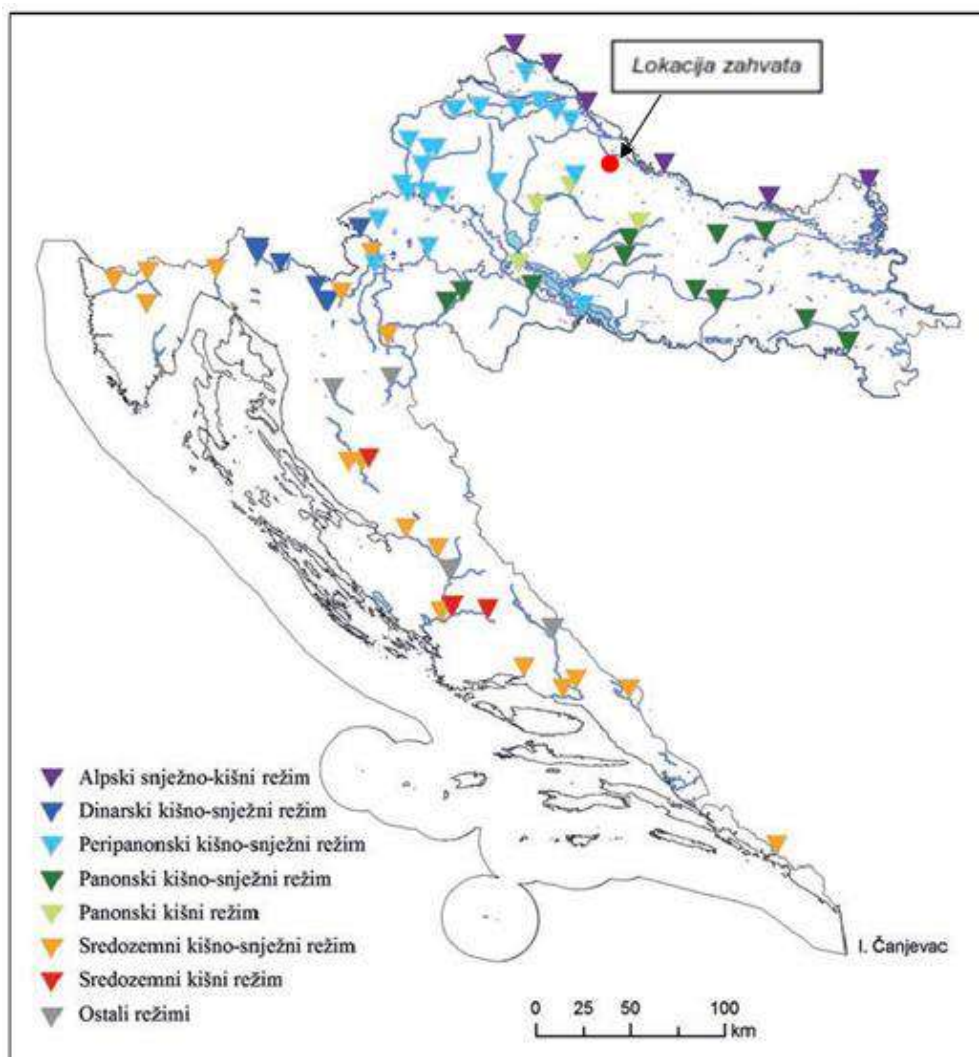 Lokacija zahvata
Alpski snježno-kišni režim
Dinarski kišno-snježni režim
Peripanonski kišno-snježni režim
Panonski kišno-snježni režim
Panonski kišni režim
Sredozemni kišno-snježni režim
Sredozemni kišni režim
Ostali režimi
I. Čanjevac
0 25 50 100
km